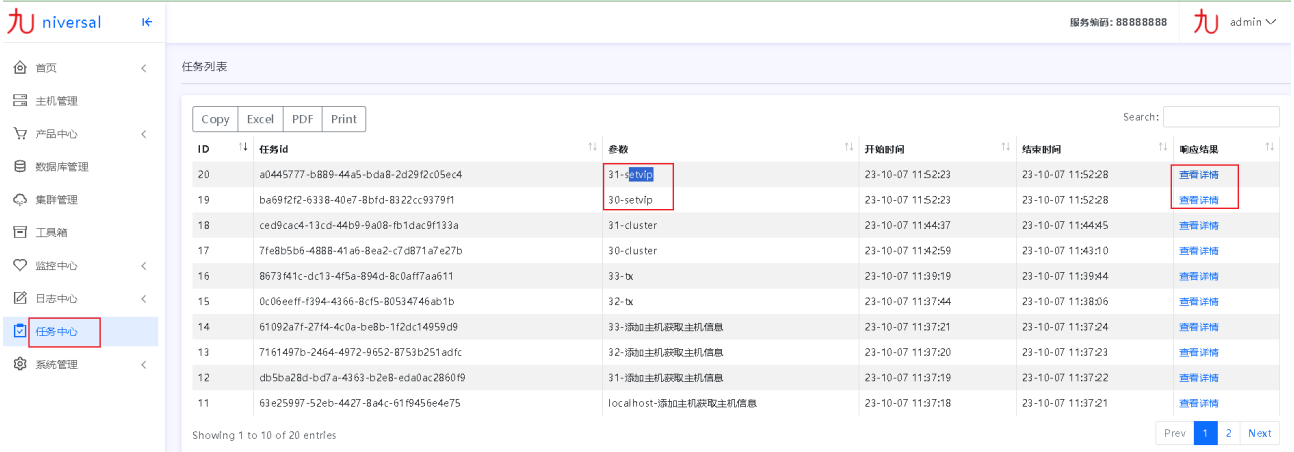 九 niversal
服务编码: 88888888
九 admin
首页
主机管理
产品中心
数据库管理
集群管理
工具箱
监控中心
日志中心
任务中心
系统管理
任务列表
Copy Excel PDF Print
Search:
ID 任务id 参数 开始时间 结束时间 响应结果
20 a0445777-b889-44a5-bda8-2d29f2c05ec4 31-setvip 23-10-07 11:52:23 23-10-07 11:52:28 查看详情
19 ba69f2f2-6338-40e7-8bfd-8322cc9379f1 30-setvip 23-10-07 11:52:23 23-10-07 11:52:28 查看详情
18 ced9cac4-13cd-44b9-9a08-fb1dac9f133a 31-cluster 23-10-07 11:44:37 23-10-07 11:44:45 查看详情
17 7fe8b5b6-4888-41a6-8ea2-c7d871a7e27b 30-cluster 23-10-07 11:42:59 23-10-07 11:43:10 查看详情
16 8673f41c-dc13-4f5a-894d-8c0aff7aa611 33-tx 23-10-07 11:39:19 23-10-07 11:39:44 查看详情
15 0c06eeff-f394-4366-8cf5-80534746ab1b 32-tx 23-10-07 11:37:44 23-10-07 11:38:06 查看详情
14 61092a7f-27f4-4c0a-be8b-1f2dc14959d9 33-添加主机获取主机信息 23-10-07 11:37:21 23-10-07 11:37:24 查看详情
13 7161497b-2464-4972-9652-8753b251adfc 32-添加主机获取主机信息 23-10-07 11:37:20 23-10-07 11:37:23 查看详情
12 db5ba28d-bd7a-4363-b2e8-eda0ac2860f9 31-添加主机获取主机信息 23-10-07 11:37:19 23-10-07 11:37:22 查看详情
11 63e25997-52eb-4427-8a4c-61f9456e4e75 localhost-添加主机获取主机信息 23-10-07 11:37:18 23-10-07 11:37:21 查看详情
Showing 1 to 10 of 20 entries
Prev 1 2 Next